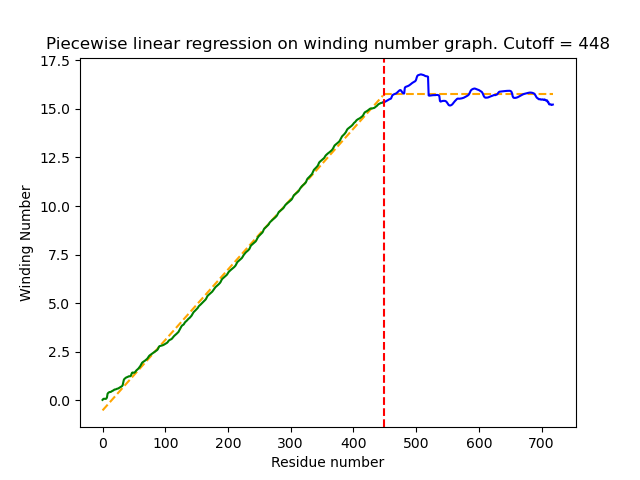 Piecewise linear regression on winding number graph. Cutoff = 448
17.5
15.0
12.5
10.0
7.5
5.0
2.5
0.0
Winding Number
0 100 200 300 400 500 600 700
Residue number